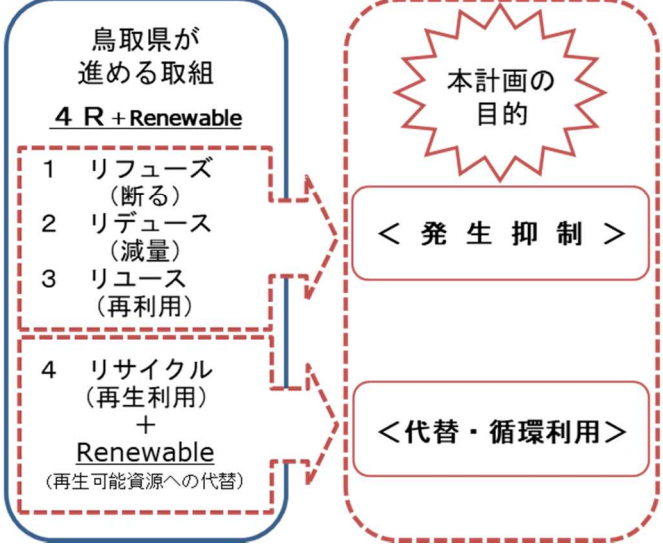 鳥取県が
進める取組
４Ｒ＋Renewable
１　リフューズ
（断る）
２　リデュース
（減量）
３　リユース
（再利用）
４　リサイクル
（再生利用）
＋
Renewable
（再生可能資源への代替）
本計画の
目的
＜発生抑制＞
＜代替・循環利用＞